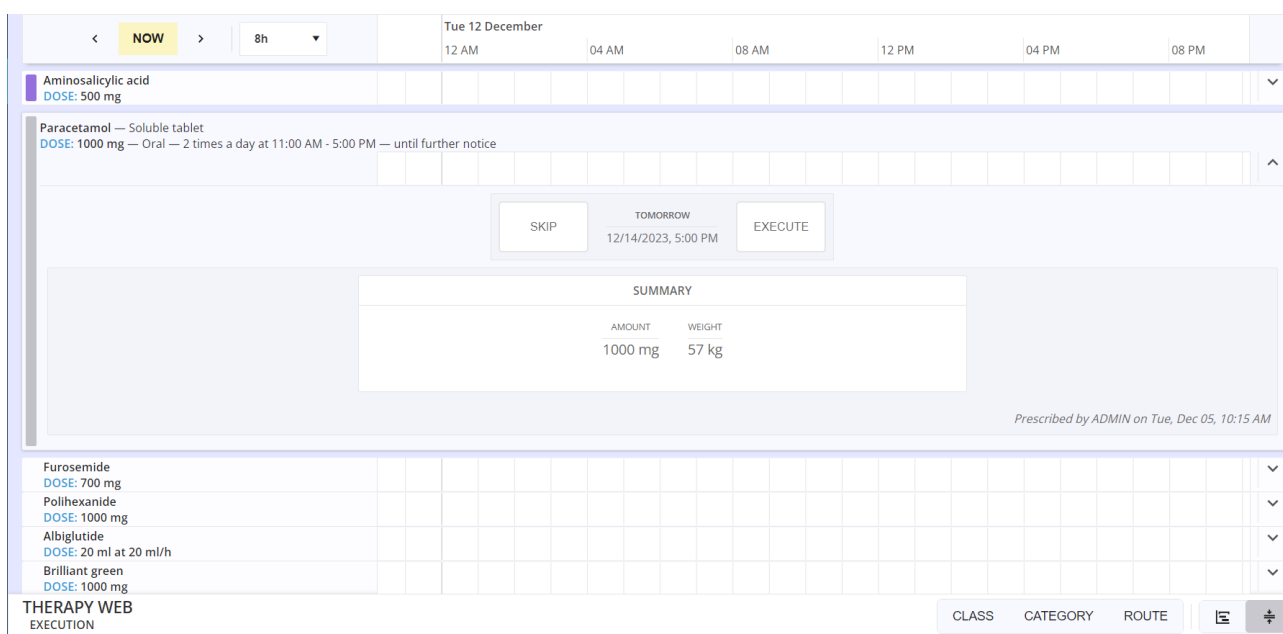 Tue 12 December
NOW
8h
12 AM
04 AM
08 AM
12 PM
04 PM
08 PM
Aminosalicylic acid
DOSE: 500 mg
Paracetamol — Soluble tablet
DOSE: 1000 mg — Oral — 2 times a day at 11:00 AM - 5:00 PM — until further notice
SKIP
TOMORROW
12/14/2023, 5:00 PM
EXECUTE
SUMMARY
AMOUNT WEIGHT
1000 mg 57 kg
Prescribed by ADMIN on Tue, Dec 05, 10:15 AM
Furosemide
DOSE: 700 mg
Polihexanide
DOSE: 1000 mg
Albiglutide
DOSE: 20 ml at 20 ml/h
Brilliant green
DOSE: 1000 mg
THERAPY WEB
EXECUTION
CLASS
CATEGORY
ROUTE